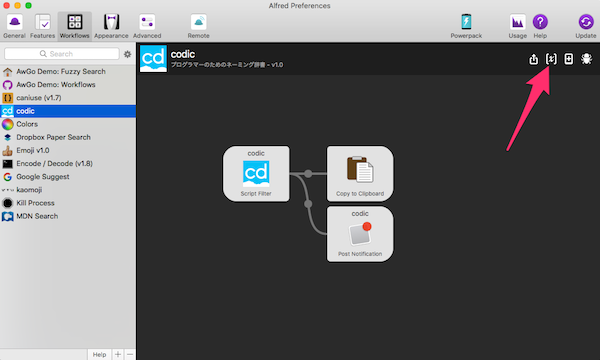 Alfred Preferences
General
Features
Workflows
Appearance
Advanced
Remote
Powerpack
Usage
Help
Update
Search
AwGo Demo: Fuzzy Search
AwGo Demo: Workflows
caniuse (v1.7)
codic
Colors
Dropbox Paper Search
Emoji v1.0
Encode / Decode (v1.8)
Google Suggest
kaomoji
Kill Process
MDN Search
Help
+
−
cd
codic
プログラマーのためのネーミング辞書 - v1.0
[x]
codic
cd
Script Filter
Copy to Clipboard
codic
Post Notification